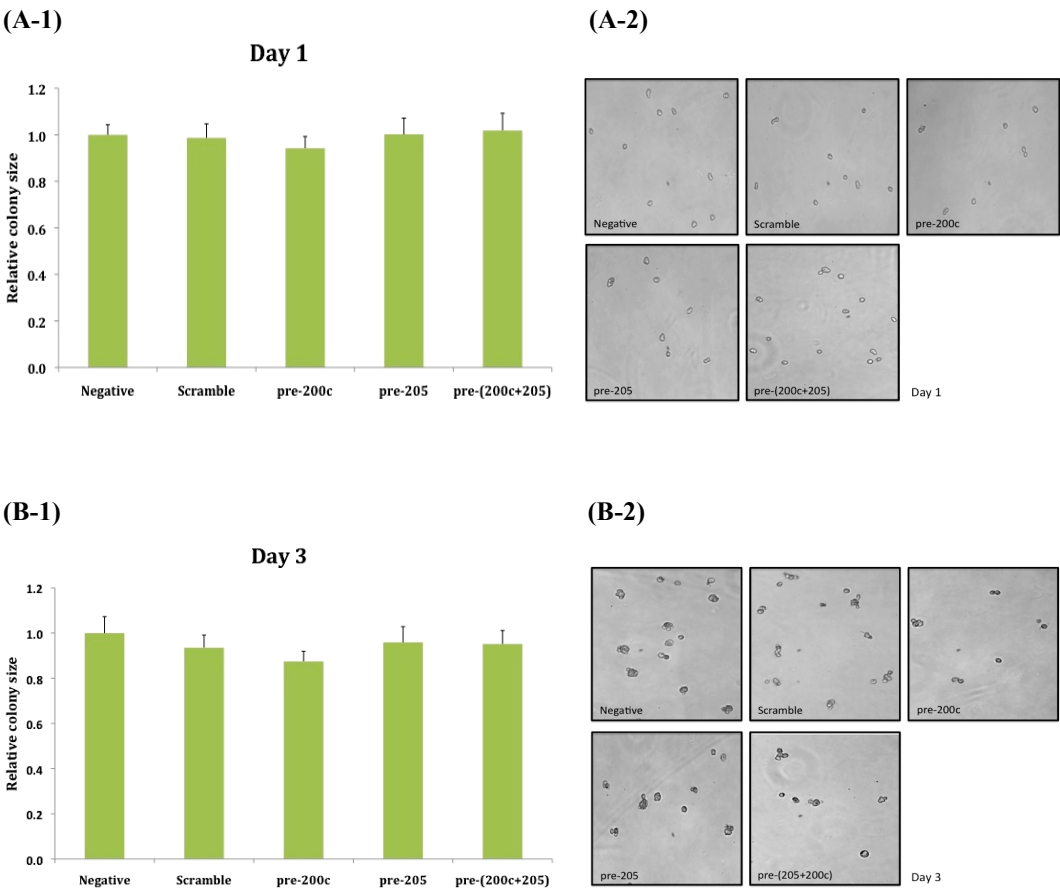 (A-1)
Day 1
Relative colony size
1.2
1.0
0.8
0.6
0.4
0.2
0.0
Negative Scramble pre-200c pre-205 pre-(200c+205)
(A-2)
Negative
Scramble
pre-200c
pre-205
pre-(200c+205)
Day 1
(B-1)
Day 3
Relative colony size
1.2
1.0
0.8
0.6
0.4
0.2
0.0
Negative Scramble pre-200c pre-205 pre-(200c+205)
(B-2)
Negative
Scramble
pre-200c
pre-205
pre-(205+200c)
Day 3